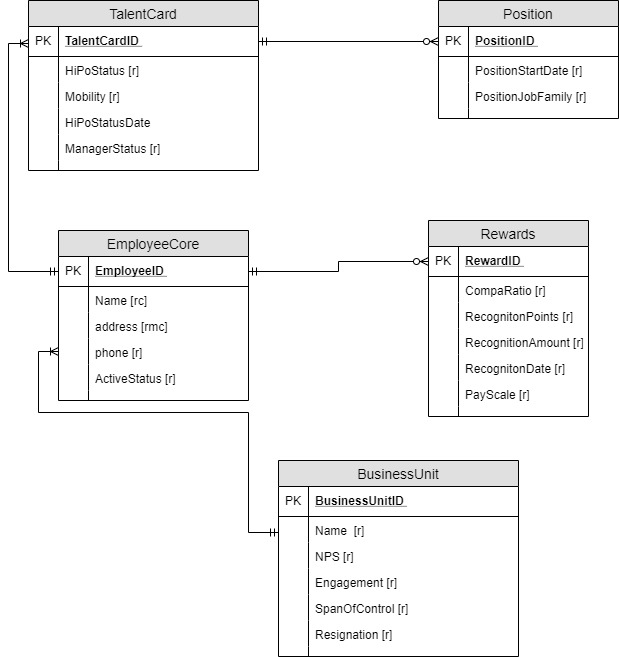 TalentCard
PK TalentCardID
HiPoStatus [r]
Mobility [r]
HiPoStatusDate
ManagerStatus [r]
Position
PK PositionID
PositionStartDate [r]
PositionJobFamily [r]
EmployeeCore
PK EmployeeID
Name [rc]
address [rmc]
phone [r]
ActiveStatus [r]
Rewards
PK RewardID
CompaRatio [r]
RecognitonPoints [r]
RecognitionAmount [r]
RecognitonDate [r]
PayScale [r]
BusinessUnit
PK BusinessUnitID
Name  [r]
NPS [r]
Engagement [r]
SpanOfControl [r]
Resignation [r]